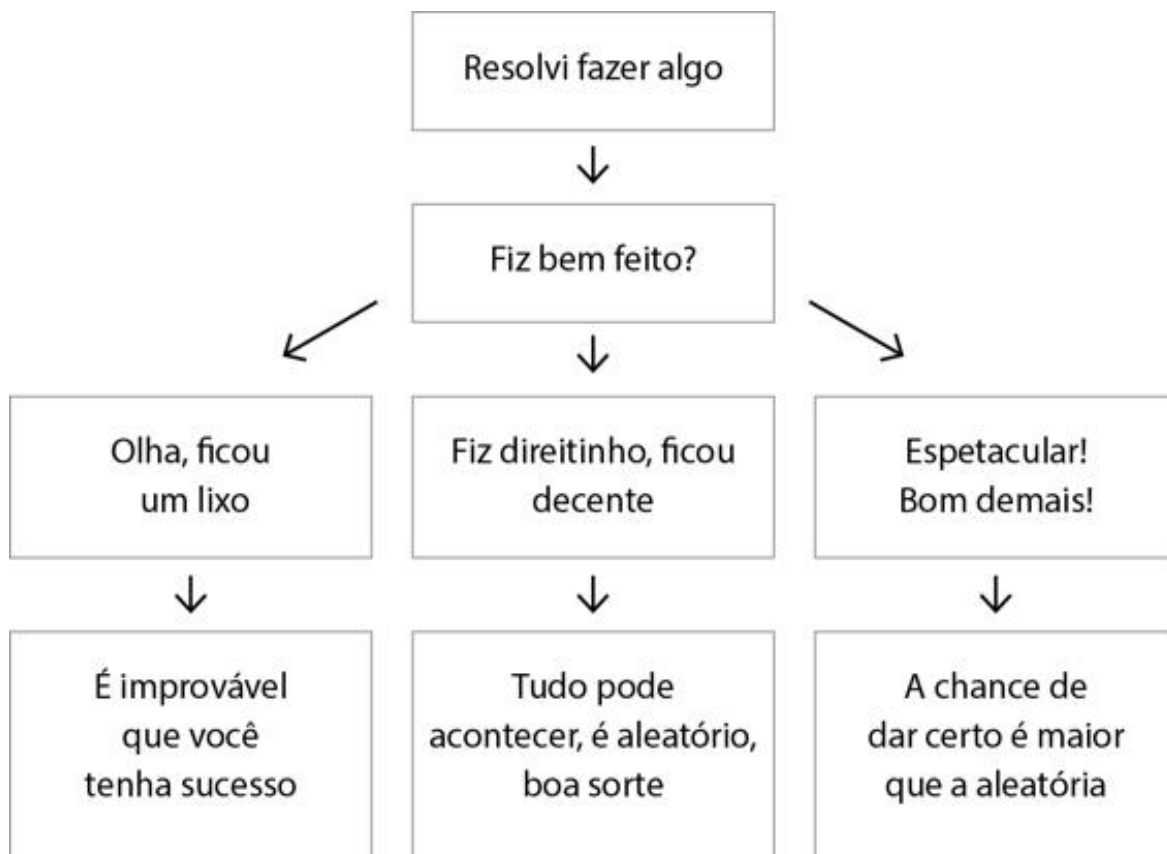 Resolvi fazer algo
Fiz bem feito?
Olha, ficou
um lixo
Fiz direitinho, ficou
decente
Espetacular!
Bom demais!
É improvável
que você
tenha sucesso
Tudo pode
acontecer, é aleatório,
boa sorte
A chance de
dar certo é maior
que a aleatória